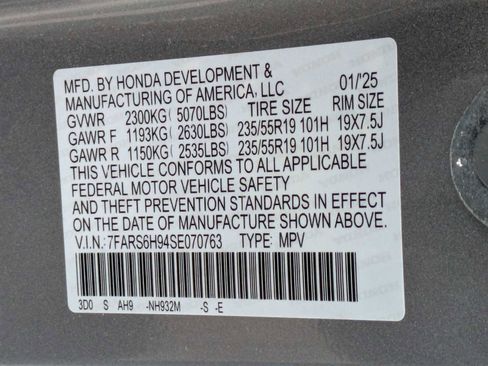 MFD. BY HONDA DEVELOPMENT &
MANUFACTURING OF AMERICA, LLC 01/'25
GVWR 2300KG ( 5070LBS) TIRE SIZE RIM SIZE
GAWR F 1193KG ( 2630LBS) 235/55R19 101H 19X7.5J
GAWR R 1150KG ( 2535LBS) 235/55R19 101H 19X7.5J
THIS VEHICLE CONFORMS TO ALL APPLICABLE
FEDERAL MOTOR VEHICLE SAFETY
AND THEFT PREVENTION STANDARDS IN EFFECT
ON THE DATE OF MANUFACTURE SHOWN ABOVE.
V.I.N: 7FARS6H94SE070763 TYPE: MPV
3D0 S AH9 -NH932M -S -E